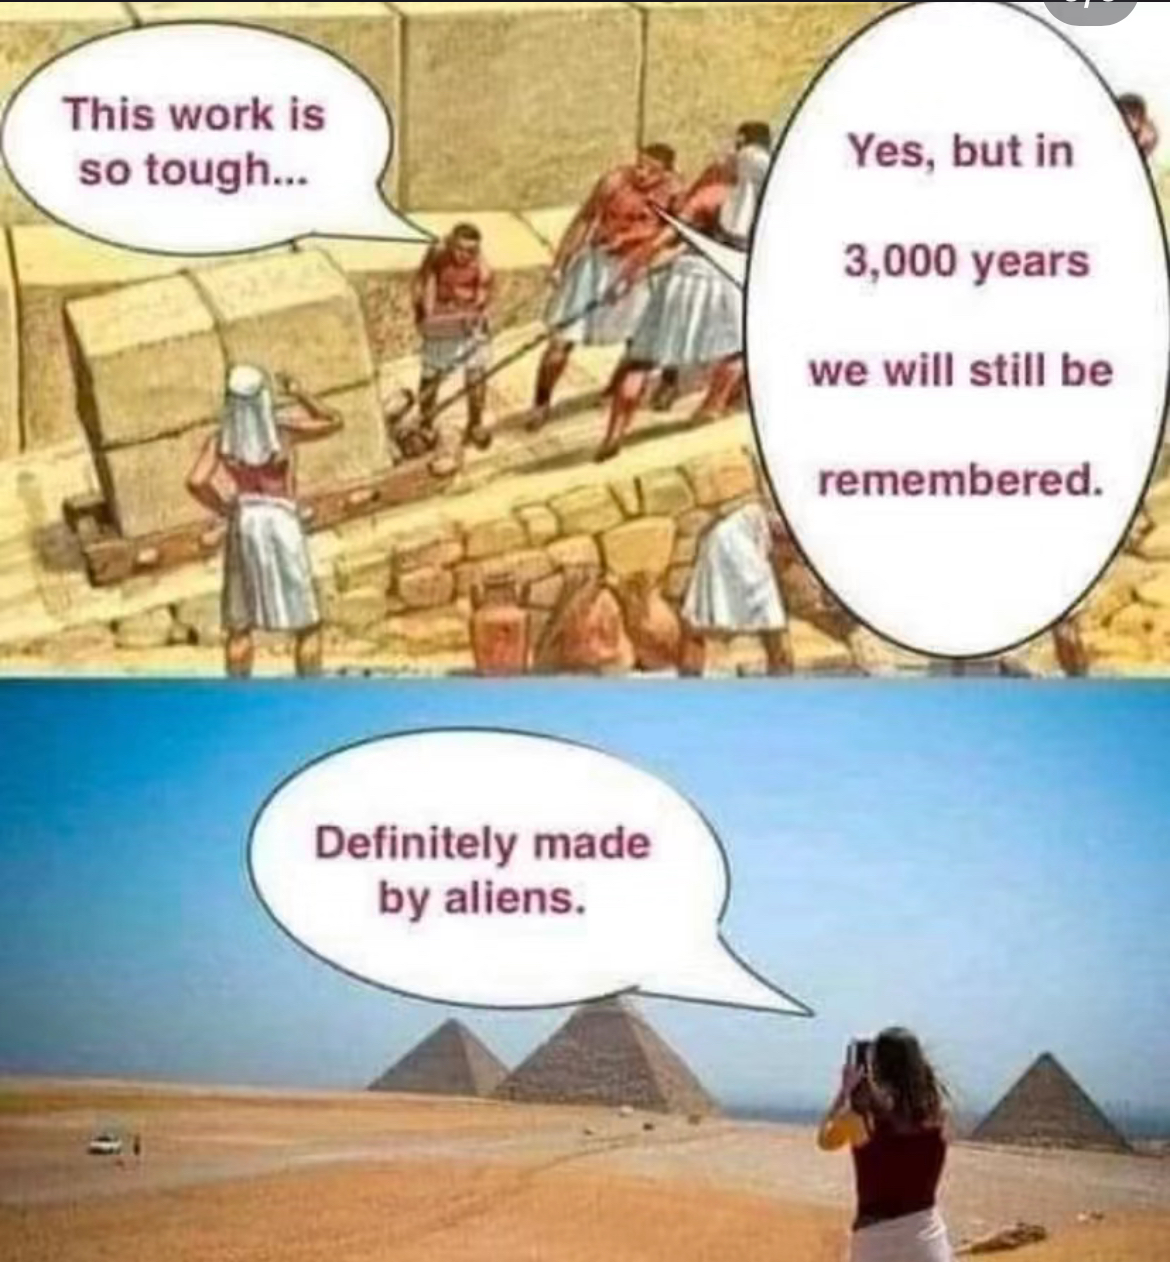 This work is
so tough...
Yes, but in
3,000 years
we will still be
remembered.
Definitely made
by aliens.